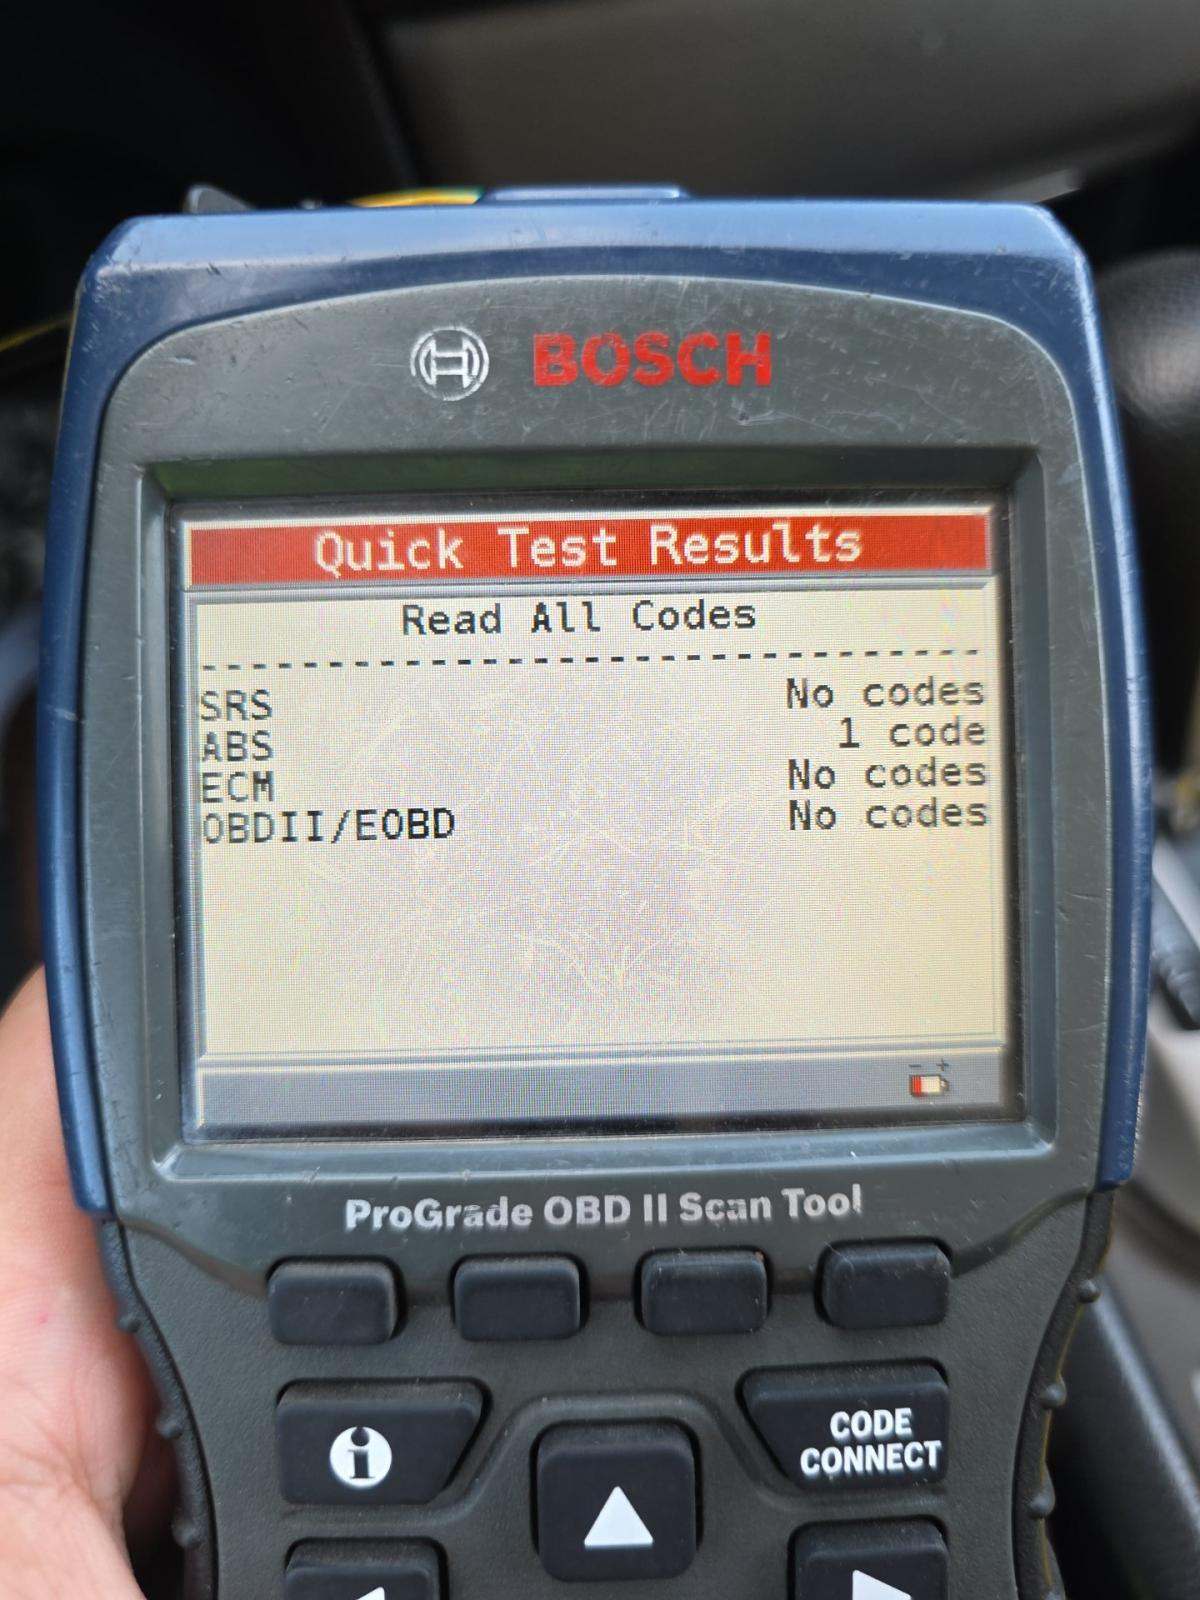 BOSCH
Quick Test Results
Read All Codes
--------------------------------
SRS No codes
ABS 1 code
ECM No codes
OBDII/EOBD No codes
- +
ProGrade OBD II Scan Tool
i
CODE
CONNECT